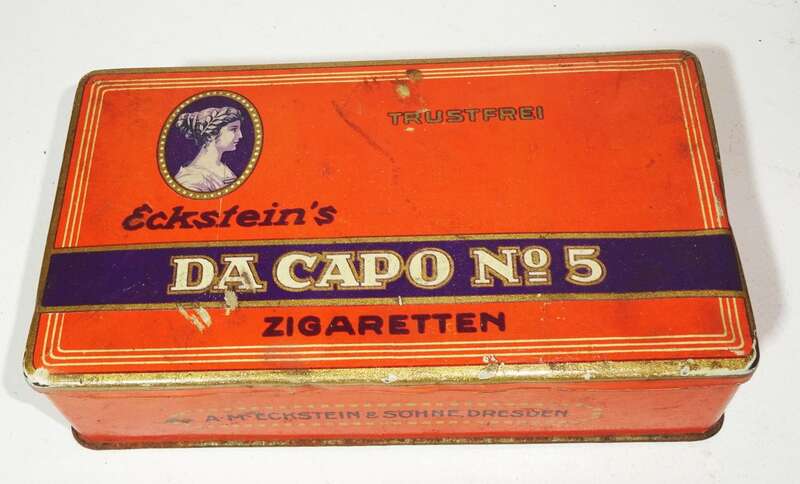 TRUSTFREI
Eckstein's
DA CAPO No 5
ZIGARETTEN
A.M. ECKSTEIN & SÖHNE, DRESDEN